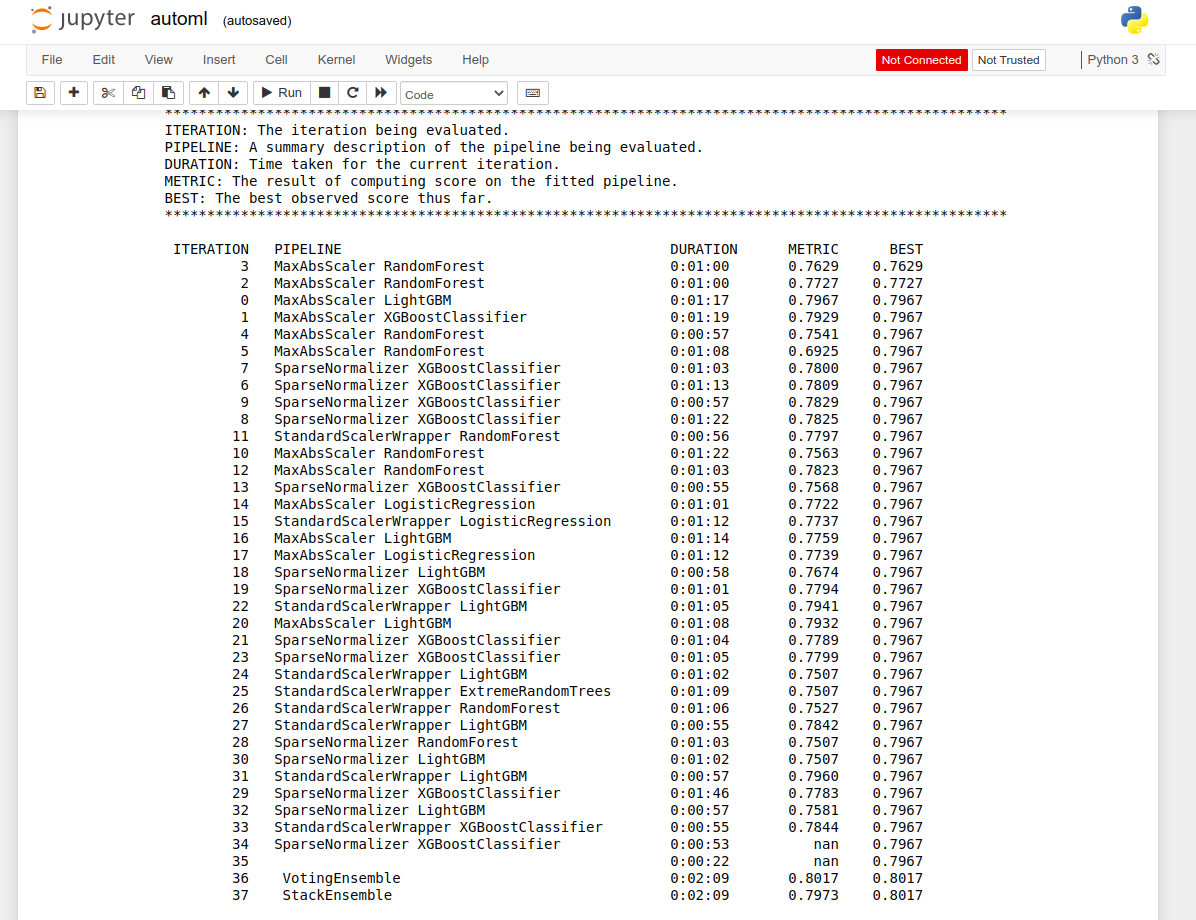 jupyter automl (autosaved)
File Edit View Insert Cell Kernel Widgets Help Not Connected Not Trusted Python 3
Run Code
****************************************************************************************************
ITERATION: The iteration being evaluated.
PIPELINE: A summary description of the pipeline being evaluated.
DURATION: Time taken for the current iteration.
METRIC: The result of computing score on the fitted pipeline.
BEST: The best observed score thus far.
****************************************************************************************************
ITERATION PIPELINE DURATION METRIC BEST
3 MaxAbsScaler RandomForest 0:01:00 0.7629 0.7629
2 MaxAbsScaler RandomForest 0:01:00 0.7727 0.7727
0 MaxAbsScaler LightGBM 0:01:17 0.7967 0.7967
1 MaxAbsScaler XGBoostClassifier 0:01:19 0.7929 0.7967
4 MaxAbsScaler RandomForest 0:00:57 0.7541 0.7967
5 MaxAbsScaler RandomForest 0:01:08 0.6925 0.7967
7 SparseNormalizer XGBoostClassifier 0:01:03 0.7800 0.7967
6 SparseNormalizer XGBoostClassifier 0:01:13 0.7809 0.7967
9 SparseNormalizer XGBoostClassifier 0:00:57 0.7829 0.7967
8 SparseNormalizer XGBoostClassifier 0:01:22 0.7825 0.7967
11 StandardScalerWrapper RandomForest 0:00:56 0.7797 0.7967
10 MaxAbsScaler RandomForest 0:01:22 0.7563 0.7967
12 MaxAbsScaler RandomForest 0:01:03 0.7823 0.7967
13 SparseNormalizer XGBoostClassifier 0:00:55 0.7568 0.7967
14 MaxAbsScaler LogisticRegression 0:01:01 0.7722 0.7967
15 StandardScalerWrapper LogisticRegression 0:01:12 0.7737 0.7967
16 MaxAbsScaler LightGBM 0:01:14 0.7759 0.7967
17 MaxAbsScaler LogisticRegression 0:01:12 0.7739 0.7967
18 SparseNormalizer LightGBM 0:00:58 0.7674 0.7967
19 SparseNormalizer XGBoostClassifier 0:01:01 0.7794 0.7967
22 StandardScalerWrapper LightGBM 0:01:05 0.7941 0.7967
20 MaxAbsScaler LightGBM 0:01:08 0.7932 0.7967
21 SparseNormalizer XGBoostClassifier 0:01:04 0.7789 0.7967
23 SparseNormalizer XGBoostClassifier 0:01:05 0.7799 0.7967
24 StandardScalerWrapper LightGBM 0:01:02 0.7507 0.7967
25 StandardScalerWrapper ExtremeRandomTrees 0:01:09 0.7507 0.7967
26 StandardScalerWrapper RandomForest 0:01:06 0.7527 0.7967
27 StandardScalerWrapper LightGBM 0:00:55 0.7842 0.7967
28 SparseNormalizer RandomForest 0:01:03 0.7507 0.7967
30 SparseNormalizer LightGBM 0:01:02 0.7507 0.7967
31 StandardScalerWrapper LightGBM 0:00:57 0.7960 0.7967
29 SparseNormalizer XGBoostClassifier 0:01:46 0.7783 0.7967
32 SparseNormalizer LightGBM 0:00:57 0.7581 0.7967
33 StandardScalerWrapper XGBoostClassifier 0:00:55 0.7844 0.7967
34 SparseNormalizer XGBoostClassifier 0:00:53 nan 0.7967
35 0:00:22 nan 0.7967
36 VotingEnsemble 0:02:09 0.8017 0.8017
37 StackEnsemble 0:02:09 0.7973 0.8017